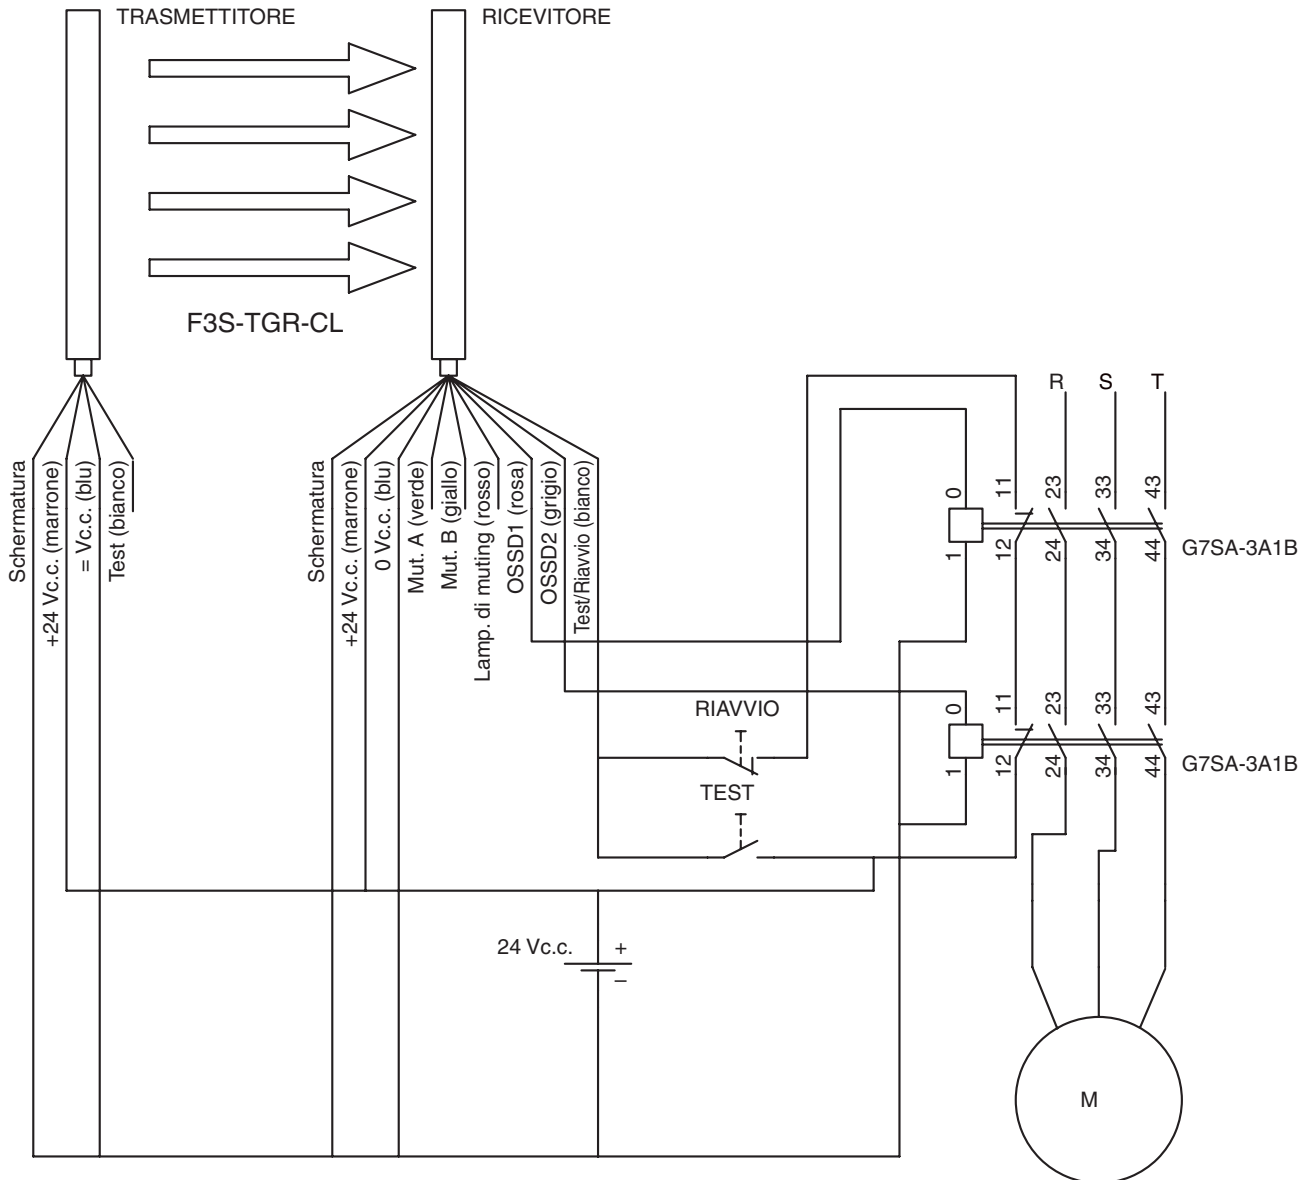 TRASMETTITORE
RICEVITORE
F3S-TGR-CL
Schermatura
+24 Vc.c. (marrone)
= Vc.c. (blu)
Test (bianco)
Schermatura
+24 Vc.c. (marrone)
0 Vc.c. (blu)
Mut. A (verde)
Mut. B (giallo)
Lamp. di muting (rosso)
OSSD1 (rosa)
OSSD2 (grigio)
Test/Riavvio (bianco)
R S T
0 11 23 33 43
1 12 24 34 44
G7SA-3A1B
0 11 23 33 43
1 12 24 34 44
G7SA-3A1B
RIAVVIO
TEST
24 Vc.c.
+
–
M